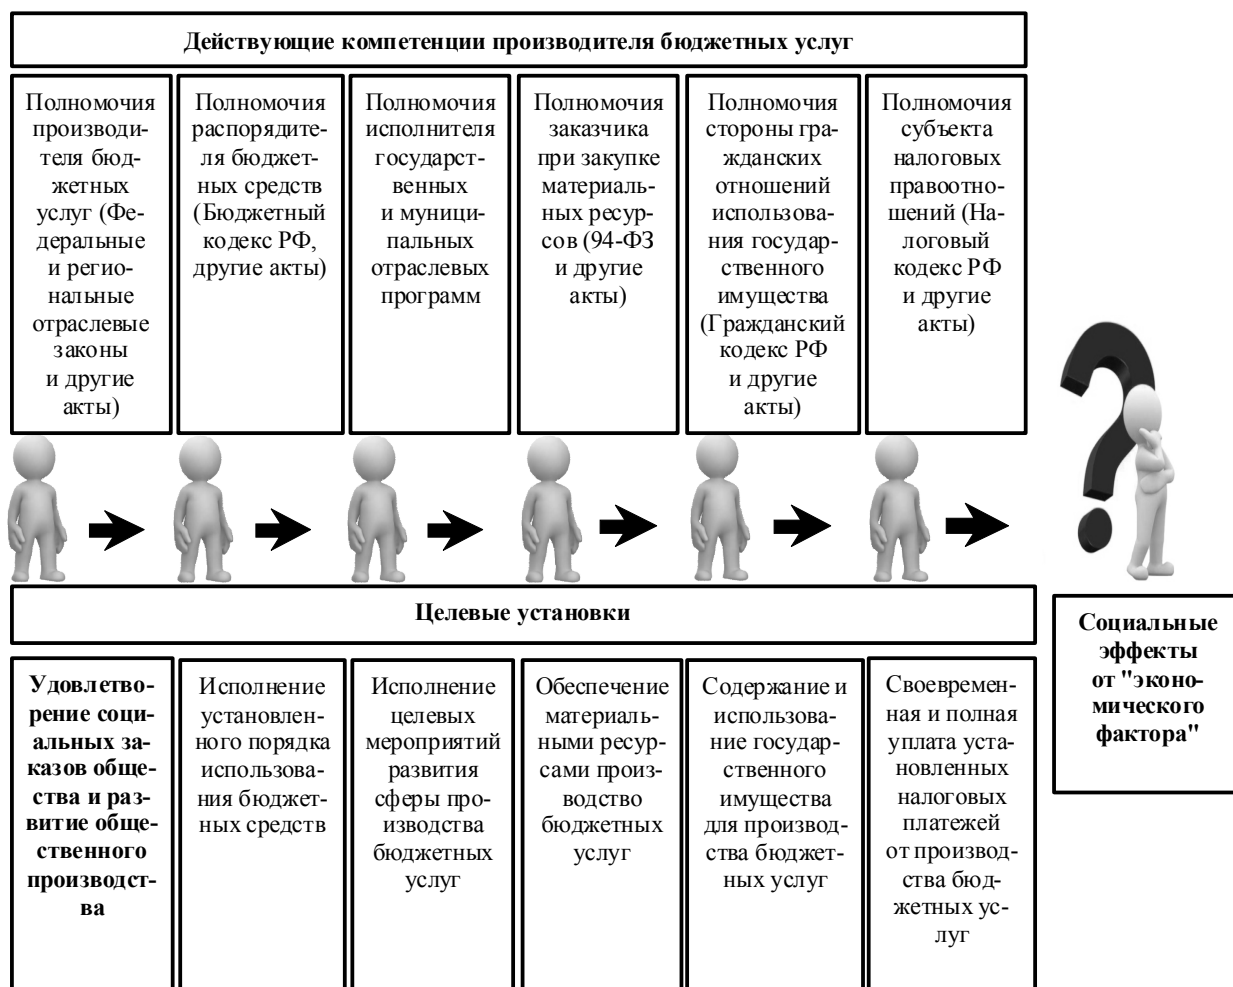 Действующие компетенции производителя бюджетных услуг
Полномочия
производи-
теля бюд-
жетных
услуг (Фе-
деральные
и регио-
нальные
отраслевые
законы
и другие
акты)
Полномочия
распорядите-
ля бюджет-
ных средств
(Бюджетный
кодекс РФ,
другие акты)
Полномочия
исполнителя
государст-
венных
и муници-
пальных
отраслевых
программ
Полномочия
заказчика
при закупке
материаль-
ных ресур-
сов (94-ФЗ
и другие
акты)
Полномочия
стороны гра-
жданских
отношений
использова-
ния государ-
ственного
имущества
(Гражданский
кодекс РФ
и другие
акты)
Полномочия
субъекта
налоговых
правоотно-
шений (На-
логовый
кодекс РФ
и другие
акты)
Целевые установки
Удовлетво-
рение соци-
альных за-
казов обще-
ства и раз-
витие обще-
ственного
производст-
ва
Исполнение
установлен-
ного порядка
использова-
ния бюджет-
ных средств
Исполнение
целевых
мероприятий
развития
сферы про-
изводства
бюджетных
услуг
Обеспечение
материаль-
ными ресур-
сами произ-
водство
бюджетных
услуг
Содержание и
использова-
ние государ-
ственного
имущества
для производ-
ства бюджет-
ных услуг
Своевремен-
ная и полная
уплата уста-
новленных
налоговых
платежей
от производ-
ства бюд-
жетных ус-
луг
Социальные
эффекты
от "эконо-
мического
фактора"